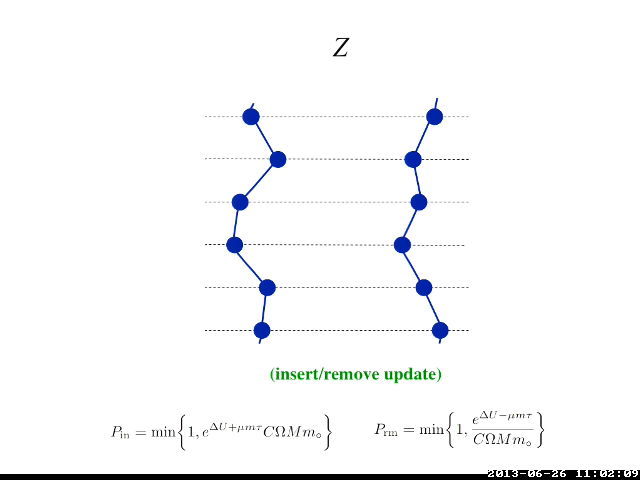 Z
(insert/remove update)
P_in = min{1, e^{ΔU+μmτ} CΩMm_∘}
P_rm = min{1, e^{ΔU−μmτ} / CΩMm_∘}
2013-06-26 11:02:09